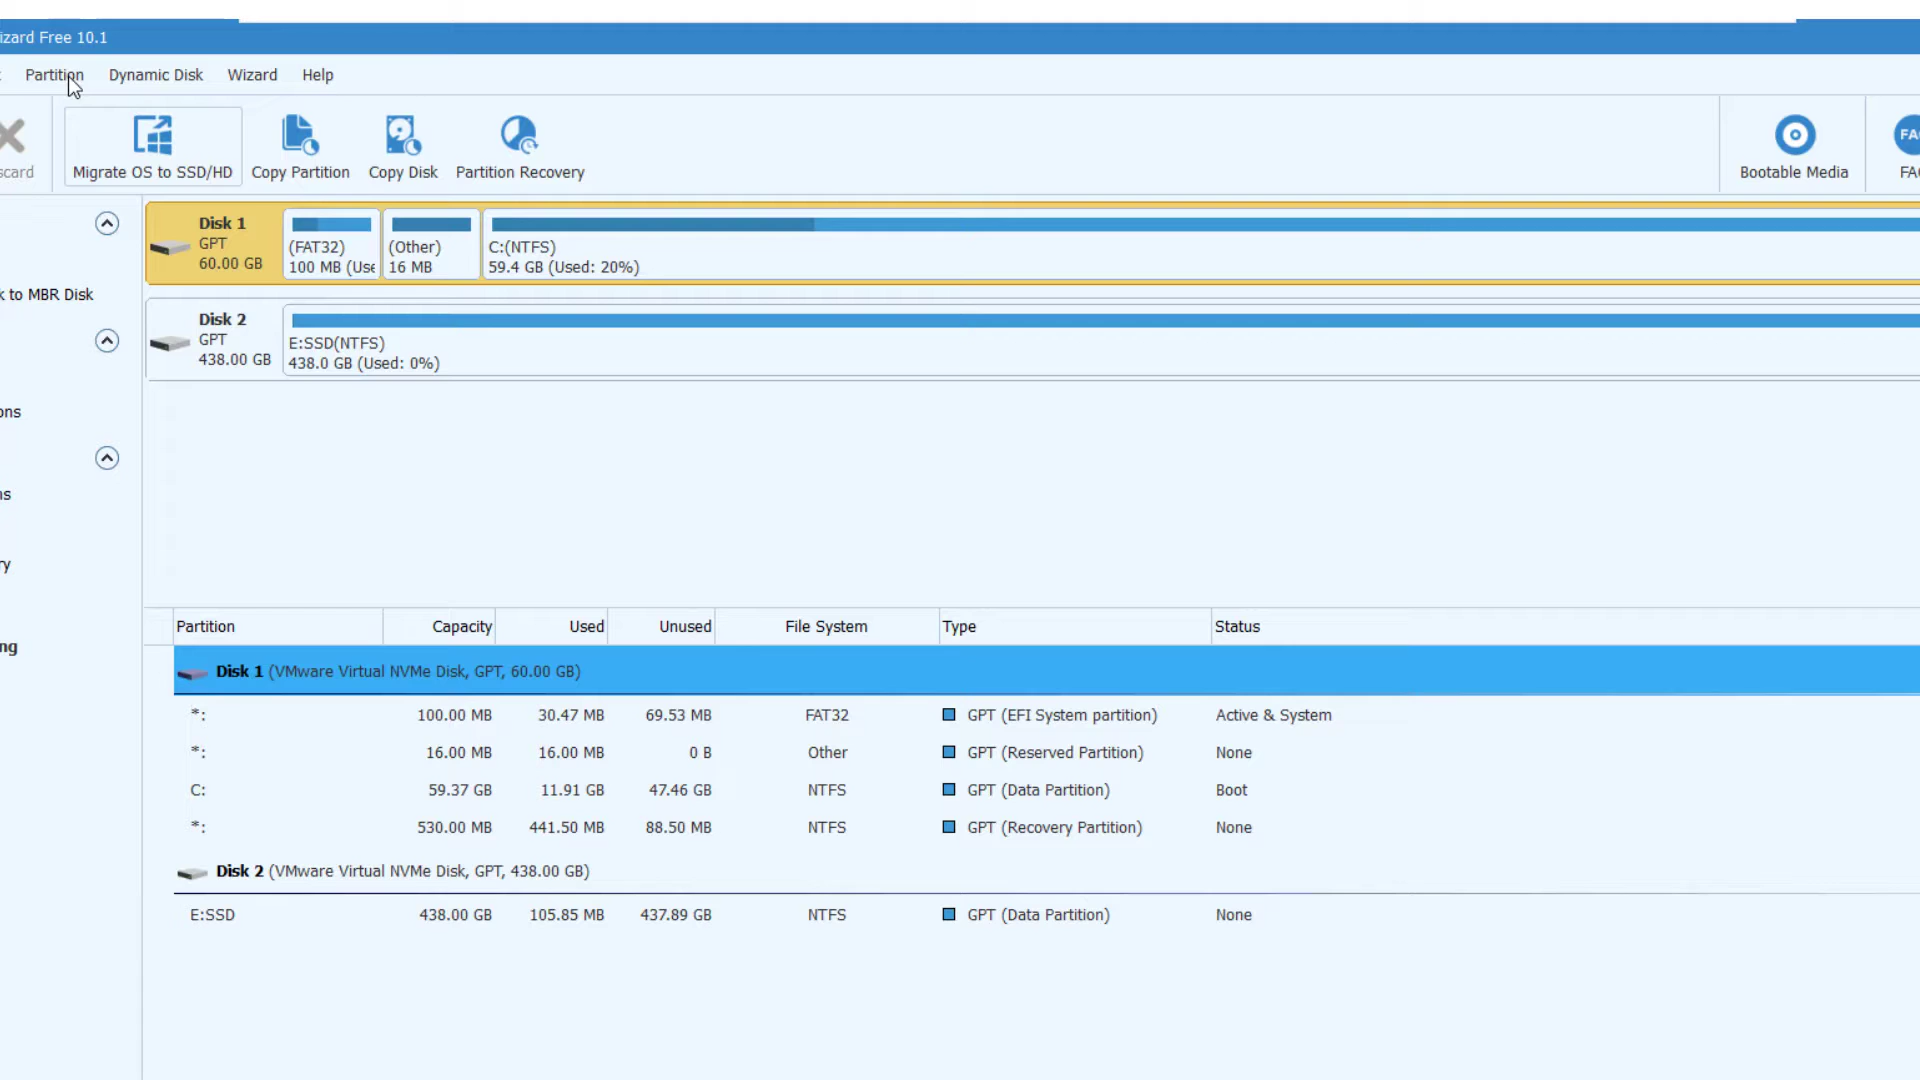 izard Free 10.1
Partition Dynamic Disk Wizard Help
scard Migrate OS to SSD/HD Copy Partition Copy Disk Partition Recovery Bootable Media FAQ
Disk 1
GPT
60.00 GB
(FAT32)
100 MB (Use
(Other)
16 MB
C:(NTFS)
59.4 GB (Used: 20%)
k to MBR Disk
Disk 2
GPT
438.00 GB
E:SSD(NTFS)
438.0 GB (Used: 0%)
ons
ns
ry
ng
Partition Capacity Used Unused File System Type Status
Disk 1 (VMware Virtual NVMe Disk, GPT, 60.00 GB)
*: 100.00 MB 30.47 MB 69.53 MB FAT32 GPT (EFI System partition) Active & System
*: 16.00 MB 16.00 MB 0 B Other GPT (Reserved Partition) None
C: 59.37 GB 11.91 GB 47.46 GB NTFS GPT (Data Partition) Boot
*: 530.00 MB 441.50 MB 88.50 MB NTFS GPT (Recovery Partition) None
Disk 2 (VMware Virtual NVMe Disk, GPT, 438.00 GB)
E:SSD 438.00 GB 105.85 MB 437.89 GB NTFS GPT (Data Partition) None